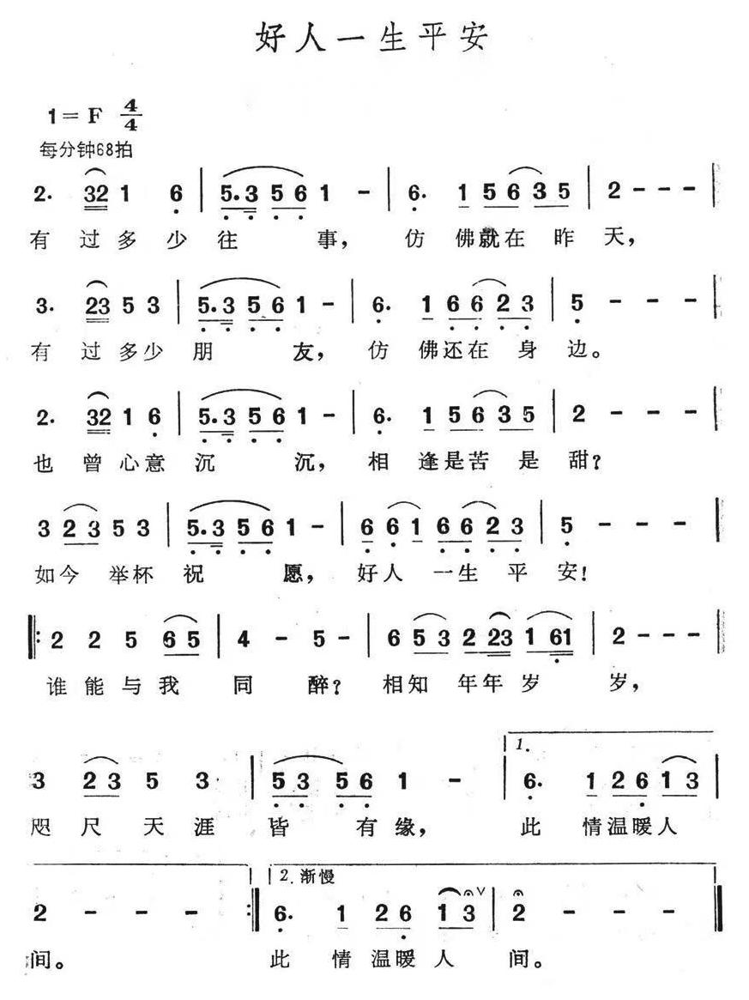 好人一生平安
1=F 4/4
每分钟68拍
2. 32 1 6 | 5.3 5 6 1 - | 6. 1 5 6 3 5 | 2 - - - |
有过多少往事，仿佛就在昨天，
3. 23 5 3 | 5.3 5 6 1 - | 6. 1 6 6 2 3 | 5 - - - |
有过多少朋友，仿佛还在身边。
2. 32 1 6 | 5.3 5 6 1 - | 6. 1 5 6 3 5 | 2 - - - |
也曾心意沉沉，相逢是苦是甜？
3 2 3 5 3 | 5.3 5 6 1 - | 6 6 1 6 6 2 3 | 5 - - - |
如今举杯祝愿，好人一生平安！
|: 2 2 5 6 5 | 4 - 5 - | 6 5 3 2 23 1 61 | 2 - - - |
谁能与我同醉？相知年年岁岁，
1.
3 2 3 5 3 | 5 3 5 6 1 - | 6. 1 2 6 1 3 |
咫尺天涯皆有缘，此情温暖人
2.渐慢
2 - - - :| 6. 1 2 6 1 3 ∨ | 2 - - - |
间。此情温暖人间。